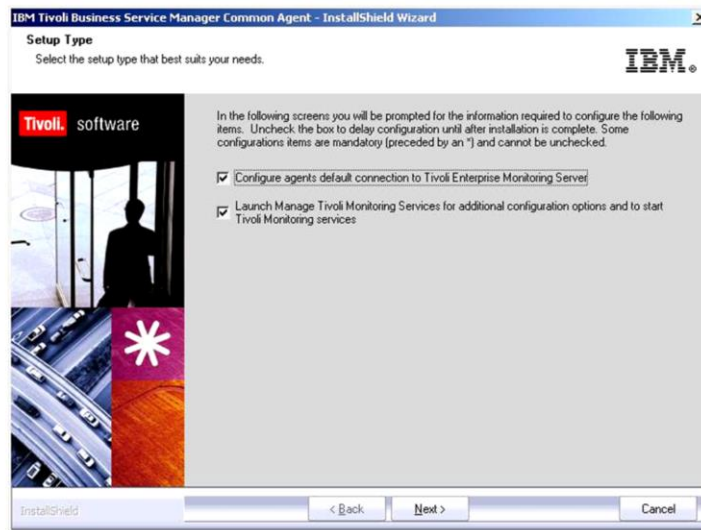 IBM Tivoli Business Service Manager Common Agent - InstallShield Wizard
Setup Type
Select the setup type that best suits your needs.
IBM®
Tivoli. software
In the following screens you will be prompted for the information required to configure the following
items. Uncheck the box to delay configuration until after installation is complete. Some
configurations items are mandatory (preceded by an *) and cannot be unchecked.
Configure agents default connection to Tivoli Enterprise Monitoring Server
Launch Manage Tivoli Monitoring Services for additional configuration options and to start
Tivoli Monitoring services
InstallShield
< Back
Next >
Cancel